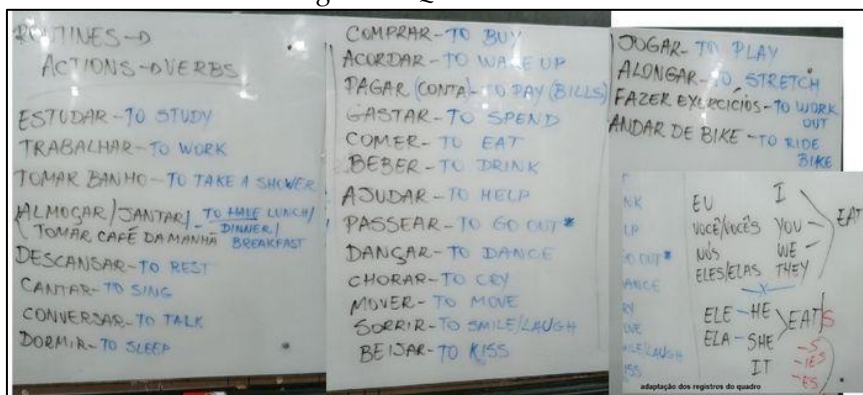 ROUTINES →
ACTIONS → VERBS
ESTUDAR - TO STUDY
TRABALHAR - TO WORK
TOMAR BANHO - TO TAKE A SHOWER
ALMOÇAR/JANTAR/ - TO HAVE LUNCH/
TOMAR CAFÉ DA MANHÃ DINNER/
BREAKFAST
DESCANSAR - TO REST
CANTAR - TO SING
CONVERSAR - TO TALK
DORMIR - TO SLEEP
COMPRAR - TO BUY
ACORDAR - TO WAKE UP
PAGAR (CONTA) - TO PAY (BILLS)
GASTAR - TO SPEND
COMER - TO EAT
BEBER - TO DRINK
AJUDAR - TO HELP
PASSEAR - TO GO OUT*
DANÇAR - TO DANCE
CHORAR - TO CRY
MOVER - TO MOVE
SORRIR - TO SMILE/LAUGH
BEIJAR - TO KISS
JOGAR - TO PLAY
ALONGAR - TO STRETCH
FAZER EXERCÍCIOS - TO WORK
OUT
ANDAR DE BIKE - TO RIDE
BIKE
EU I
VOCÊ/VOCÊS YOU EAT
NÓS WE
ELES/ELAS THEY
ELE - HE EAT/S
ELA - SHE
IT
-S
-IES
-ES
adaptação dos registros do quadro